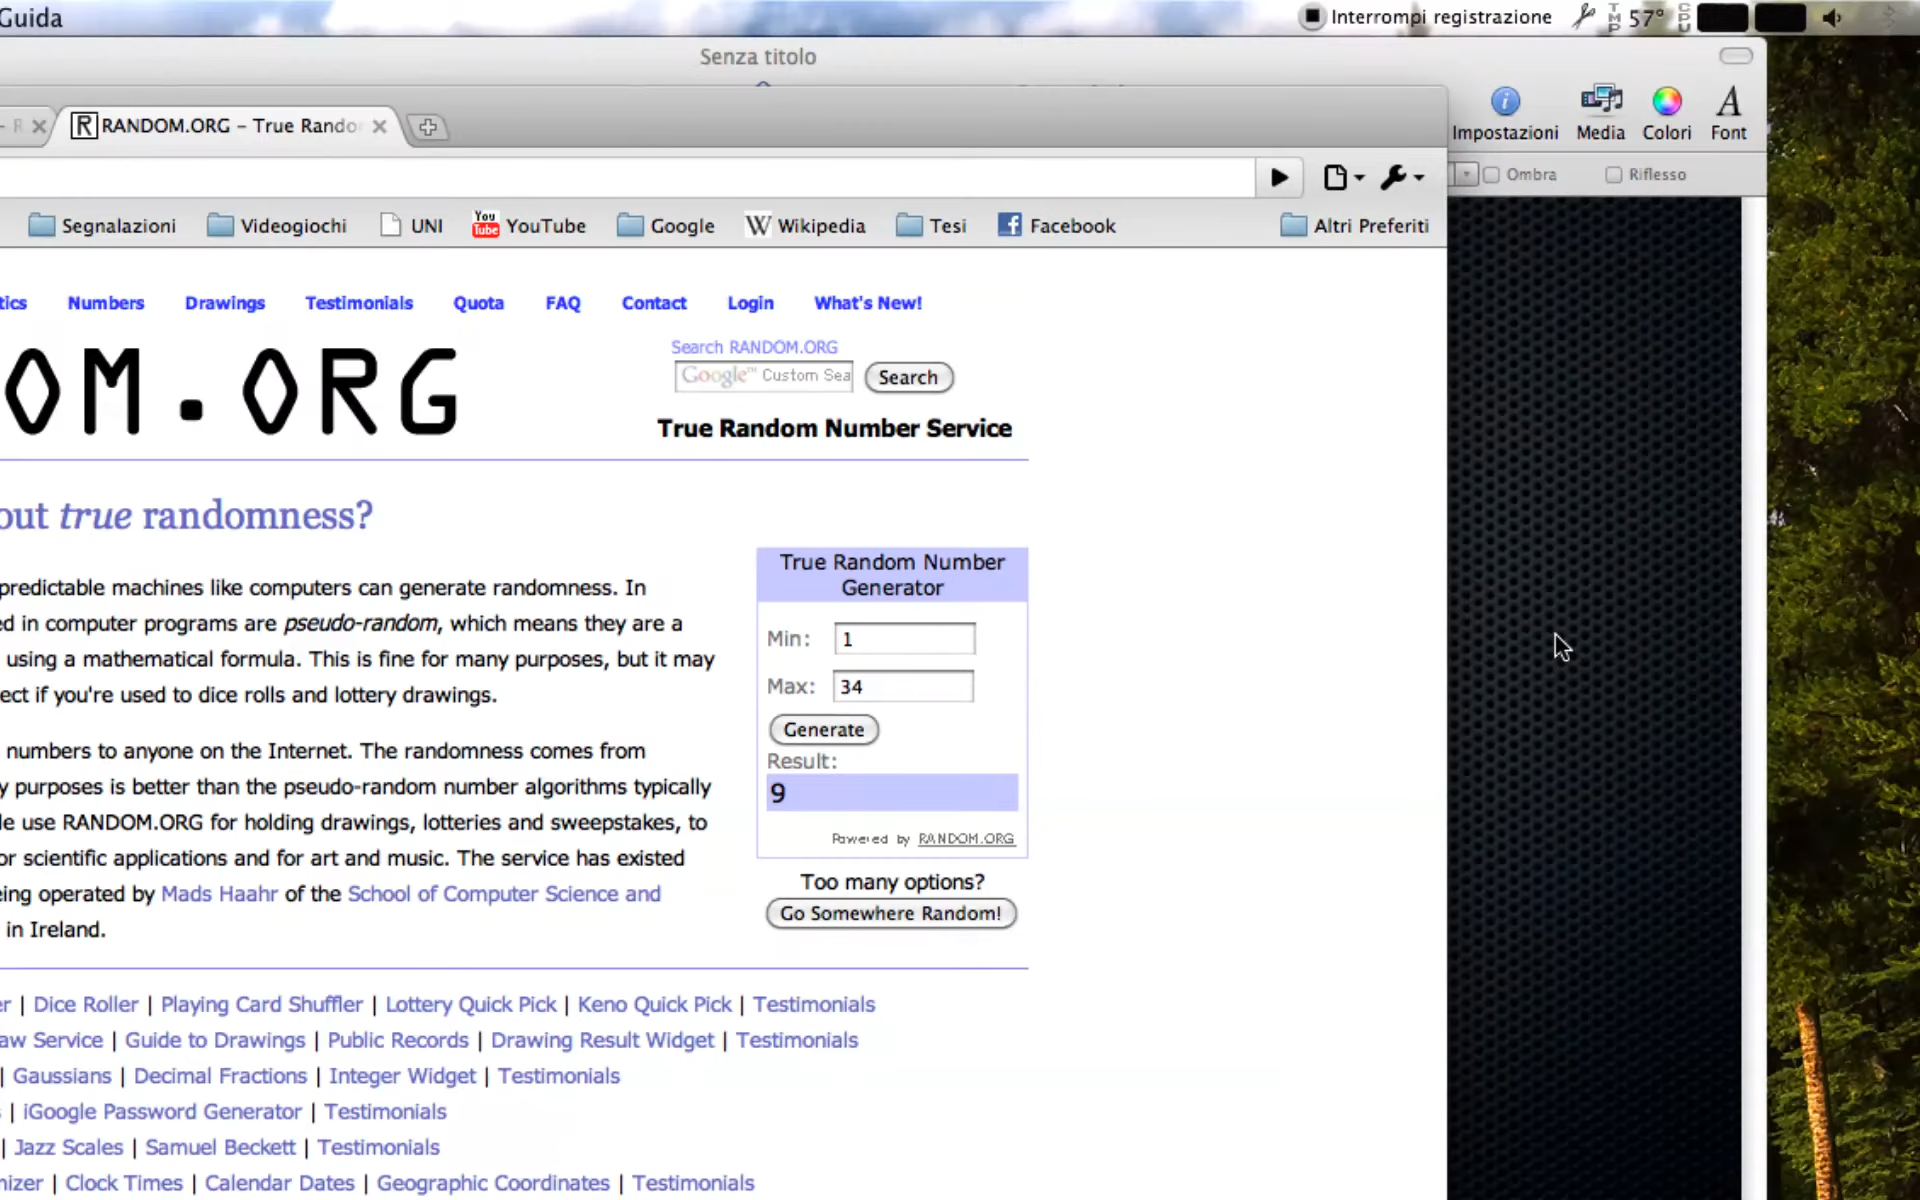 Guida
Interrompi registrazione
TMP 57° CPU
Senza titolo
RANDOM.ORG – True Rando
Impostazioni Media Colori Font
Ombra Riflesso
Segnalazioni Videogiochi UNI YouTube Google Wikipedia Tesi Facebook Altri Preferiti
tics Numbers Drawings Testimonials Quota FAQ Contact Login What's New!
OM.ORG
Search RANDOM.ORG
Google™ Custom Sea Search
True Random Number Service
out true randomness?
predictable machines like computers can generate randomness. In
ed in computer programs are pseudo-random, which means they are a
using a mathematical formula. This is fine for many purposes, but it may
ect if you're used to dice rolls and lottery drawings.
numbers to anyone on the Internet. The randomness comes from
y purposes is better than the pseudo-random number algorithms typically
le use RANDOM.ORG for holding drawings, lotteries and sweepstakes, to
or scientific applications and for art and music. The service has existed
eing operated by Mads Haahr of the School of Computer Science and
in Ireland.
True Random Number
Generator
Min: 1
Max: 34
Generate
Result:
9
Powered by RANDOM.ORG
Too many options?
Go Somewhere Random!
er | Dice Roller | Playing Card Shuffler | Lottery Quick Pick | Keno Quick Pick | Testimonials
aw Service | Guide to Drawings | Public Records | Drawing Result Widget | Testimonials
| Gaussians | Decimal Fractions | Integer Widget | Testimonials
s | iGoogle Password Generator | Testimonials
| Jazz Scales | Samuel Beckett | Testimonials
nizer | Clock Times | Calendar Dates | Geographic Coordinates | Testimonials